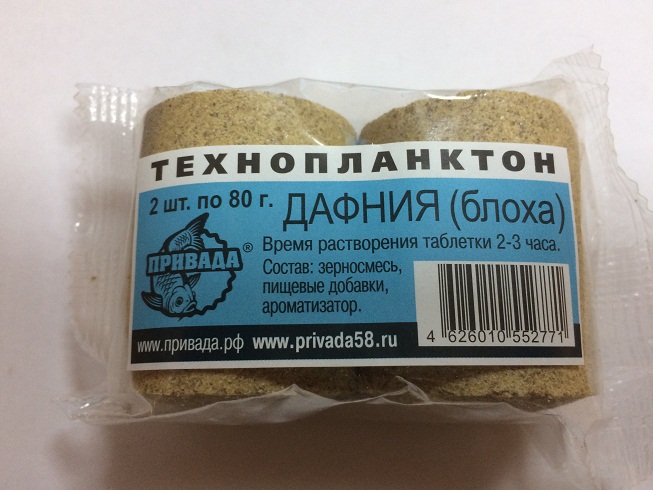 ТЕХНОПЛАНКТОН
2 шт. по 80 г.
ДАФНИЯ (блоха)
ПРИВАДА®
Время растворения таблетки 2-3 часа.
Состав: зерносмесь,
пищевые добавки,
ароматизатор.
4 626010 552771
www.привада.рф www.privada58.ru